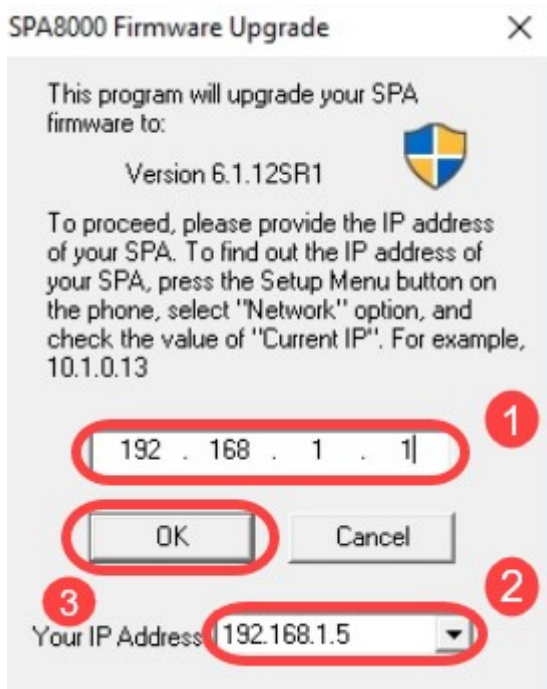 SPA8000 Firmware Upgrade
This program will upgrade your SPA
firmware to:
Version 6.1.12SR1
To proceed, please provide the IP address
of your SPA. To find out the IP address of
your SPA, press the Setup Menu button on
the phone, select "Network" option, and
check the value of "Current IP". For example,
10.1.0.13
1
192 . 168 . 1 . 1
OK Cancel
3
2
Your IP Address 192.168.1.5